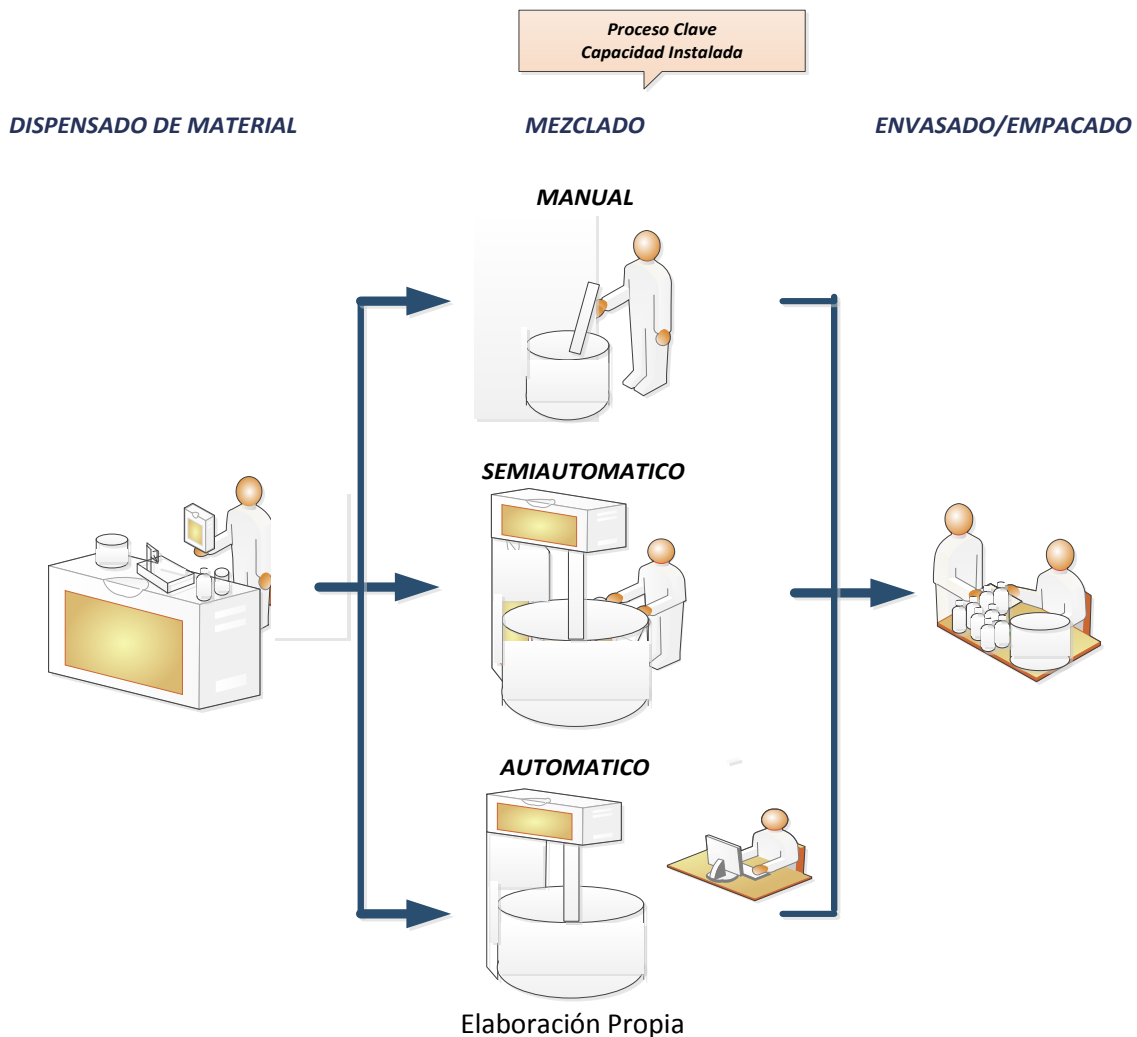 Proceso Clave
Capacidad Instalada
DISPENSADO DE MATERIAL
MEZCLADO
ENVASADO/EMPACADO
MANUAL
SEMIAUTOMATICO
AUTOMATICO
Elaboración Propia